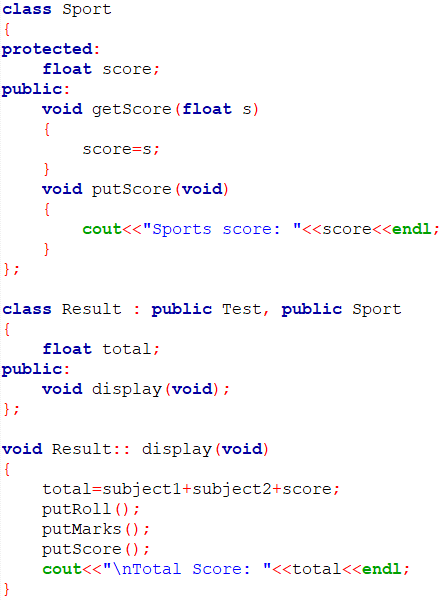 class Sport
{
protected:
    float score;
public:
    void getScore(float s)
    {
        score=s;
    }
    void putScore(void)
    {
        cout<<"Sports score: "<<score<<endl;
    }
};

class Result : public Test, public Sport
{
    float total;
public:
    void display(void);
};

void Result:: display(void)
{
    total=subject1+subject2+score;
    putRoll();
    putMarks();
    putScore();
    cout<<"\nTotal Score: "<<total<<endl;
}